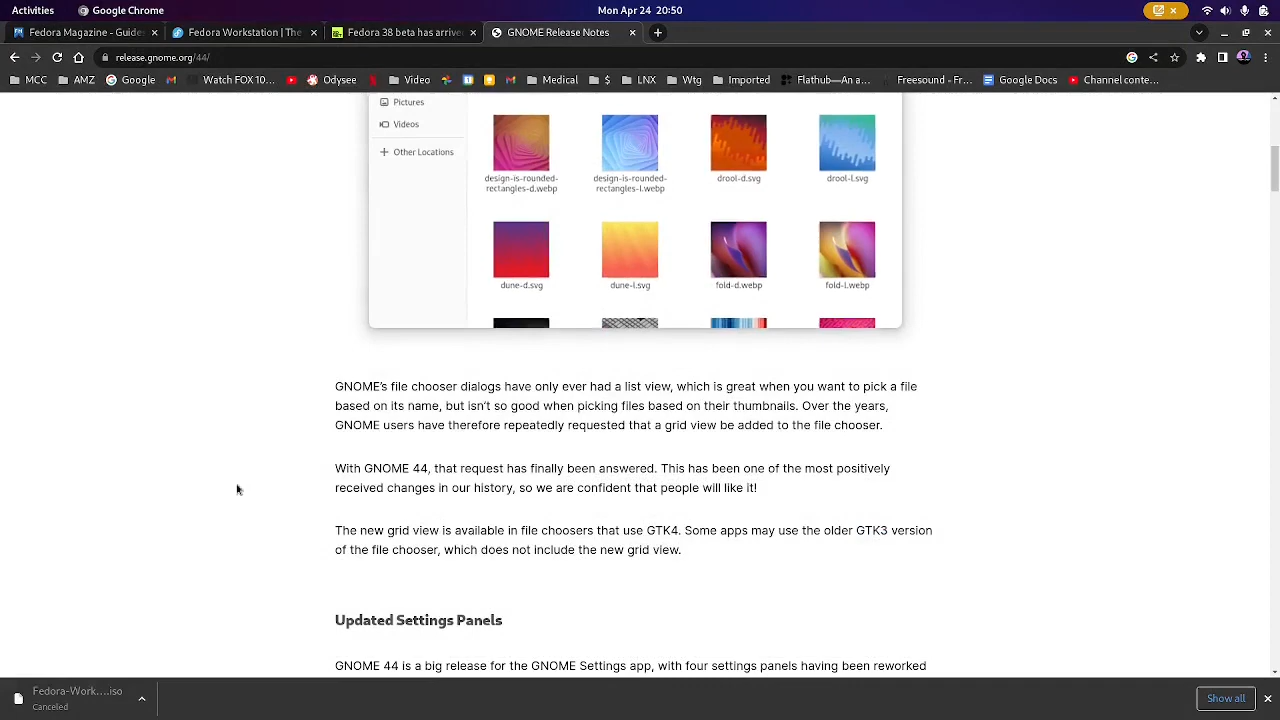 Activities
Google Chrome
Mon Apr 24 20:50
Fedora Magazine - Guide
Fedora Workstation | The
Fedora 38 beta has arrive
GNOME Release Notes
release.gnome.org/44/
MCC
AMZ
Google
Watch FOX 10...
Odysee
Video
Medical
$
LNX
Wtg
Imported
Flathub—An a...
Freesound - Fr...
Google Docs
Channel conte...
Pictures
Videos
Other Locations
design-is-rounded-
rectangles-d.webp
design-is-rounded-
rectangles-l.webp
drool-d.svg
drool-l.svg
dune-d.svg
dune-l.svg
fold-d.webp
fold-l.webp
GNOME’s file chooser dialogs have only ever had a list view, which is great when you want to pick a file
based on its name, but isn’t so good when picking files based on their thumbnails. Over the years,
GNOME users have therefore repeatedly requested that a grid view be added to the file chooser.
With GNOME 44, that request has finally been answered. This has been one of the most positively
received changes in our history, so we are confident that people will like it!
The new grid view is available in file choosers that use GTK4. Some apps may use the older GTK3 version
of the file chooser, which does not include the new grid view.
Updated Settings Panels
GNOME 44 is a big release for the GNOME Settings app, with four settings panels having been reworked
Fedora-Work....iso
Canceled
Show all